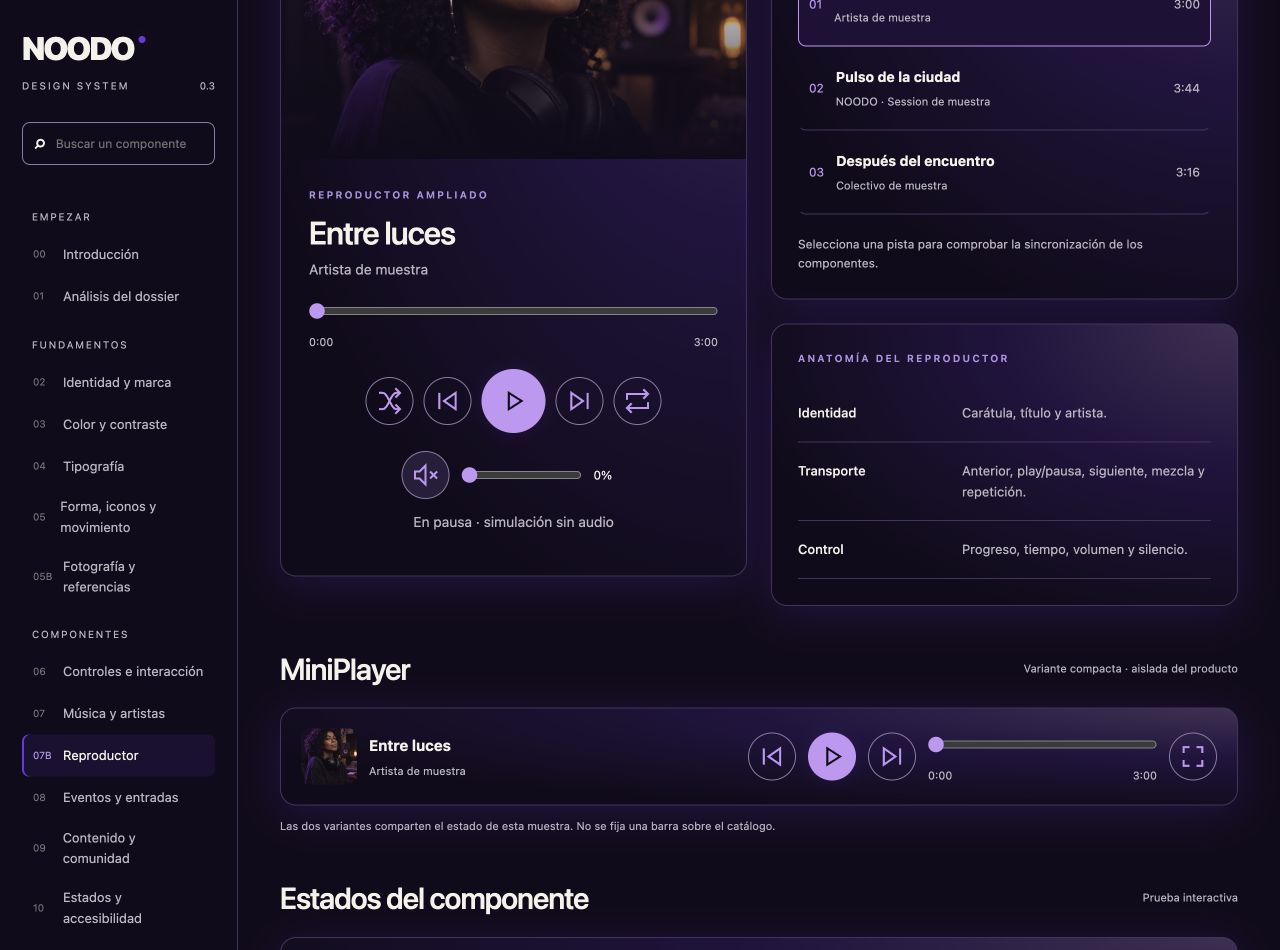 NOODO
DESIGN SYSTEM 0.3
Buscar un componente
EMPEZAR
00 Introducción
01 Análisis del dossier
FUNDAMENTOS
02 Identidad y marca
03 Color y contraste
04 Tipografía
05 Forma, iconos y
movimiento
05B Fotografía y
referencias
COMPONENTES
06 Controles e interacción
07 Música y artistas
07B Reproductor
08 Eventos y entradas
09 Contenido y
comunidad
10 Estados y
accesibilidad
REPRODUCTOR AMPLIADO
Entre luces
Artista de muestra
0:00 3:00
0%
En pausa · simulación sin audio
01 3:00
Artista de muestra
02 Pulso de la ciudad 3:44
NOODO · Session de muestra
03 Después del encuentro 3:16
Colectivo de muestra
Selecciona una pista para comprobar la sincronización de los
componentes.
ANATOMÍA DEL REPRODUCTOR
Identidad Carátula, título y artista.
Transporte Anterior, play/pausa, siguiente, mezcla y
repetición.
Control Progreso, tiempo, volumen y silencio.
MiniPlayer Variante compacta · aislada del producto
Entre luces
Artista de muestra
0:00 3:00
Las dos variantes comparten el estado de esta muestra. No se fija una barra sobre el catálogo.
Estados del componente Prueba interactiva